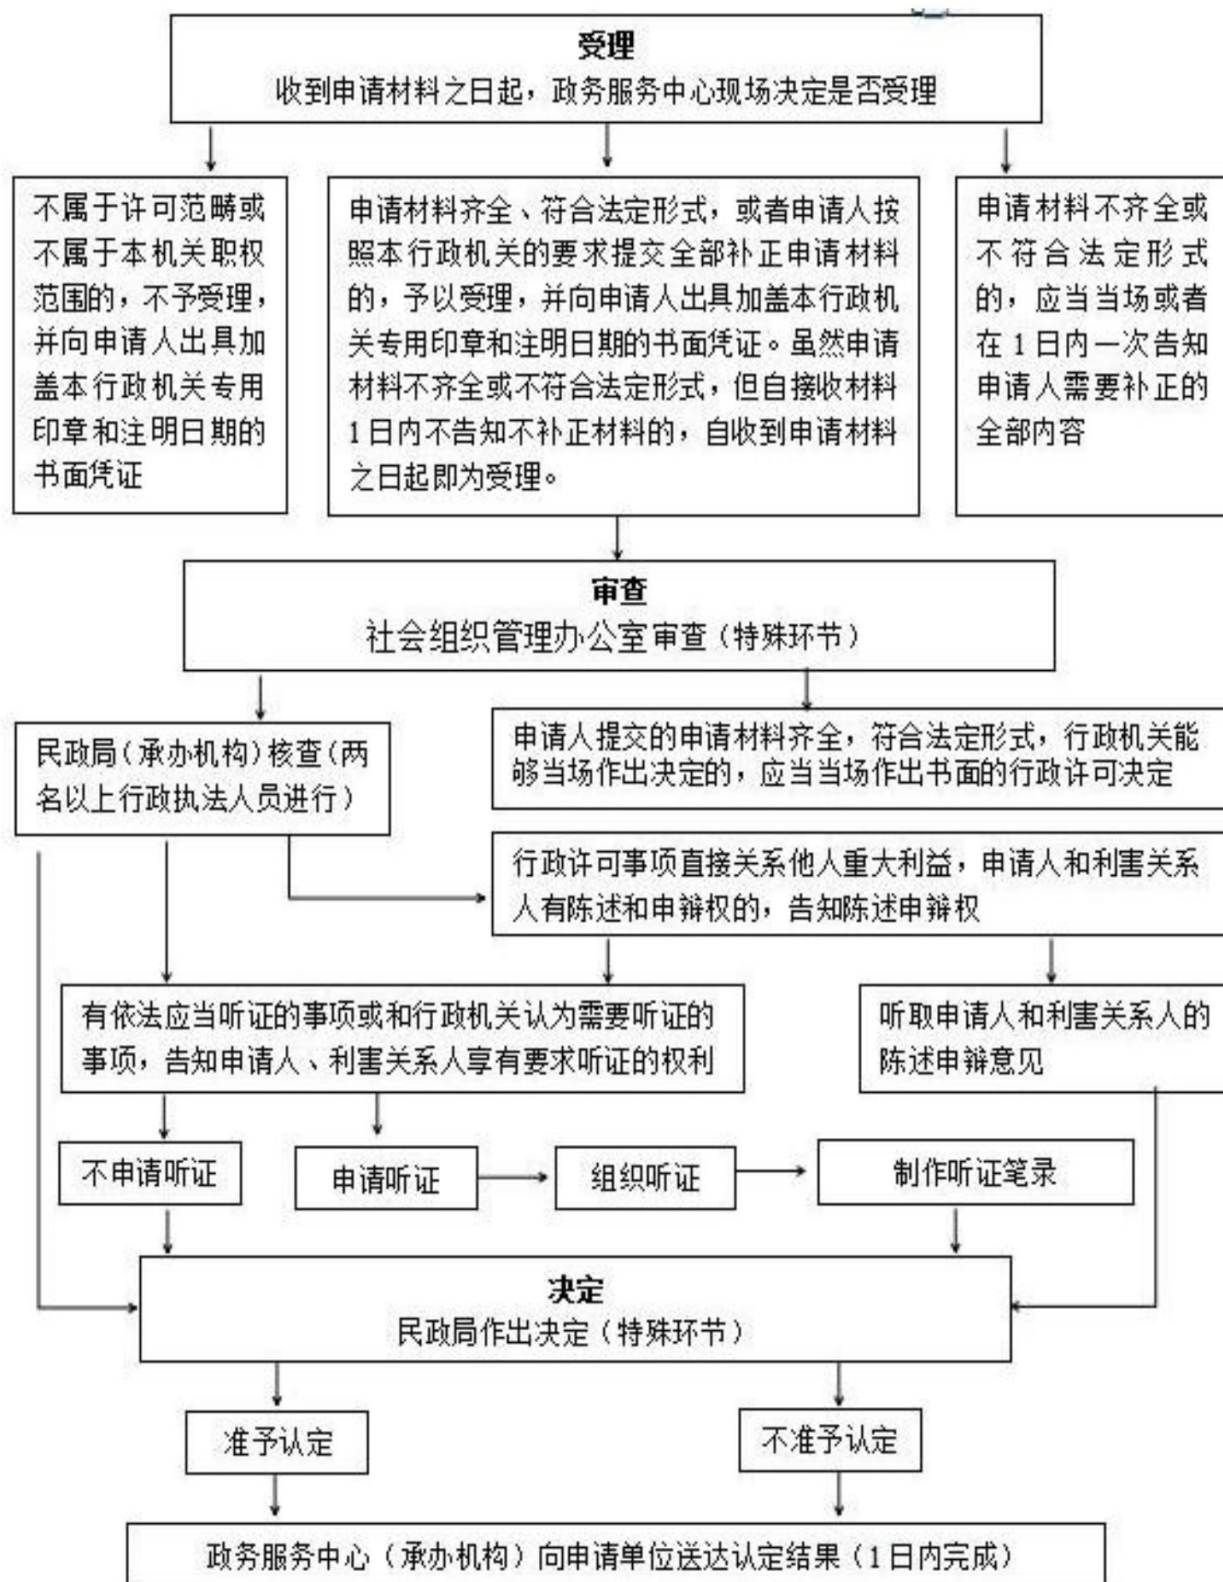 受理
收到申请材料之日起，政务服务中心现场决定是否受理
不属于许可范畴或
不属于本机关职权
范围的，不予受理，
并向申请人出具加
盖本行政机关专用
印章和注明日期的
书面凭证
申请材料齐全、符合法定形式，或者申请人按
照本行政机关的要求提交全部补正申请材料
的，予以受理，并向申请人出具加盖本行政机
关专用印章和注明日期的书面凭证。虽然申请
材料不齐全或不符合法定形式，但自接收材料
1日内不告知不补正材料的，自收到申请材料
之日起即为受理。
申请材料不齐全或
不符合法定形式
的，应当当场或者
在1日内一次告知
申请人需要补正的
全部内容
审查
社会组织管理办公室审查（特殊环节）
民政局（承办机构）核查（两
名以上行政执法人员进行）
申请人提交的申请材料齐全，符合法定形式，行政机关能
够当场作出决定的，应当当场作出书面的行政许可决定
行政许可事项直接关系他人重大利益，申请人和利害关系
人有陈述和申辩权的，告知陈述申辩权
有依法应当听证的事项或和行政机关认为需要听证的
事项，告知申请人、利害关系人享有要求听证的权利
听取申请人和利害关系人的
陈述申辩意见
不申请听证
申请听证
组织听证
制作听证笔录
决定
民政局作出决定（特殊环节）
准予认定
不准予认定
政务服务中心（承办机构）向申请单位送达认定结果（1日内完成）